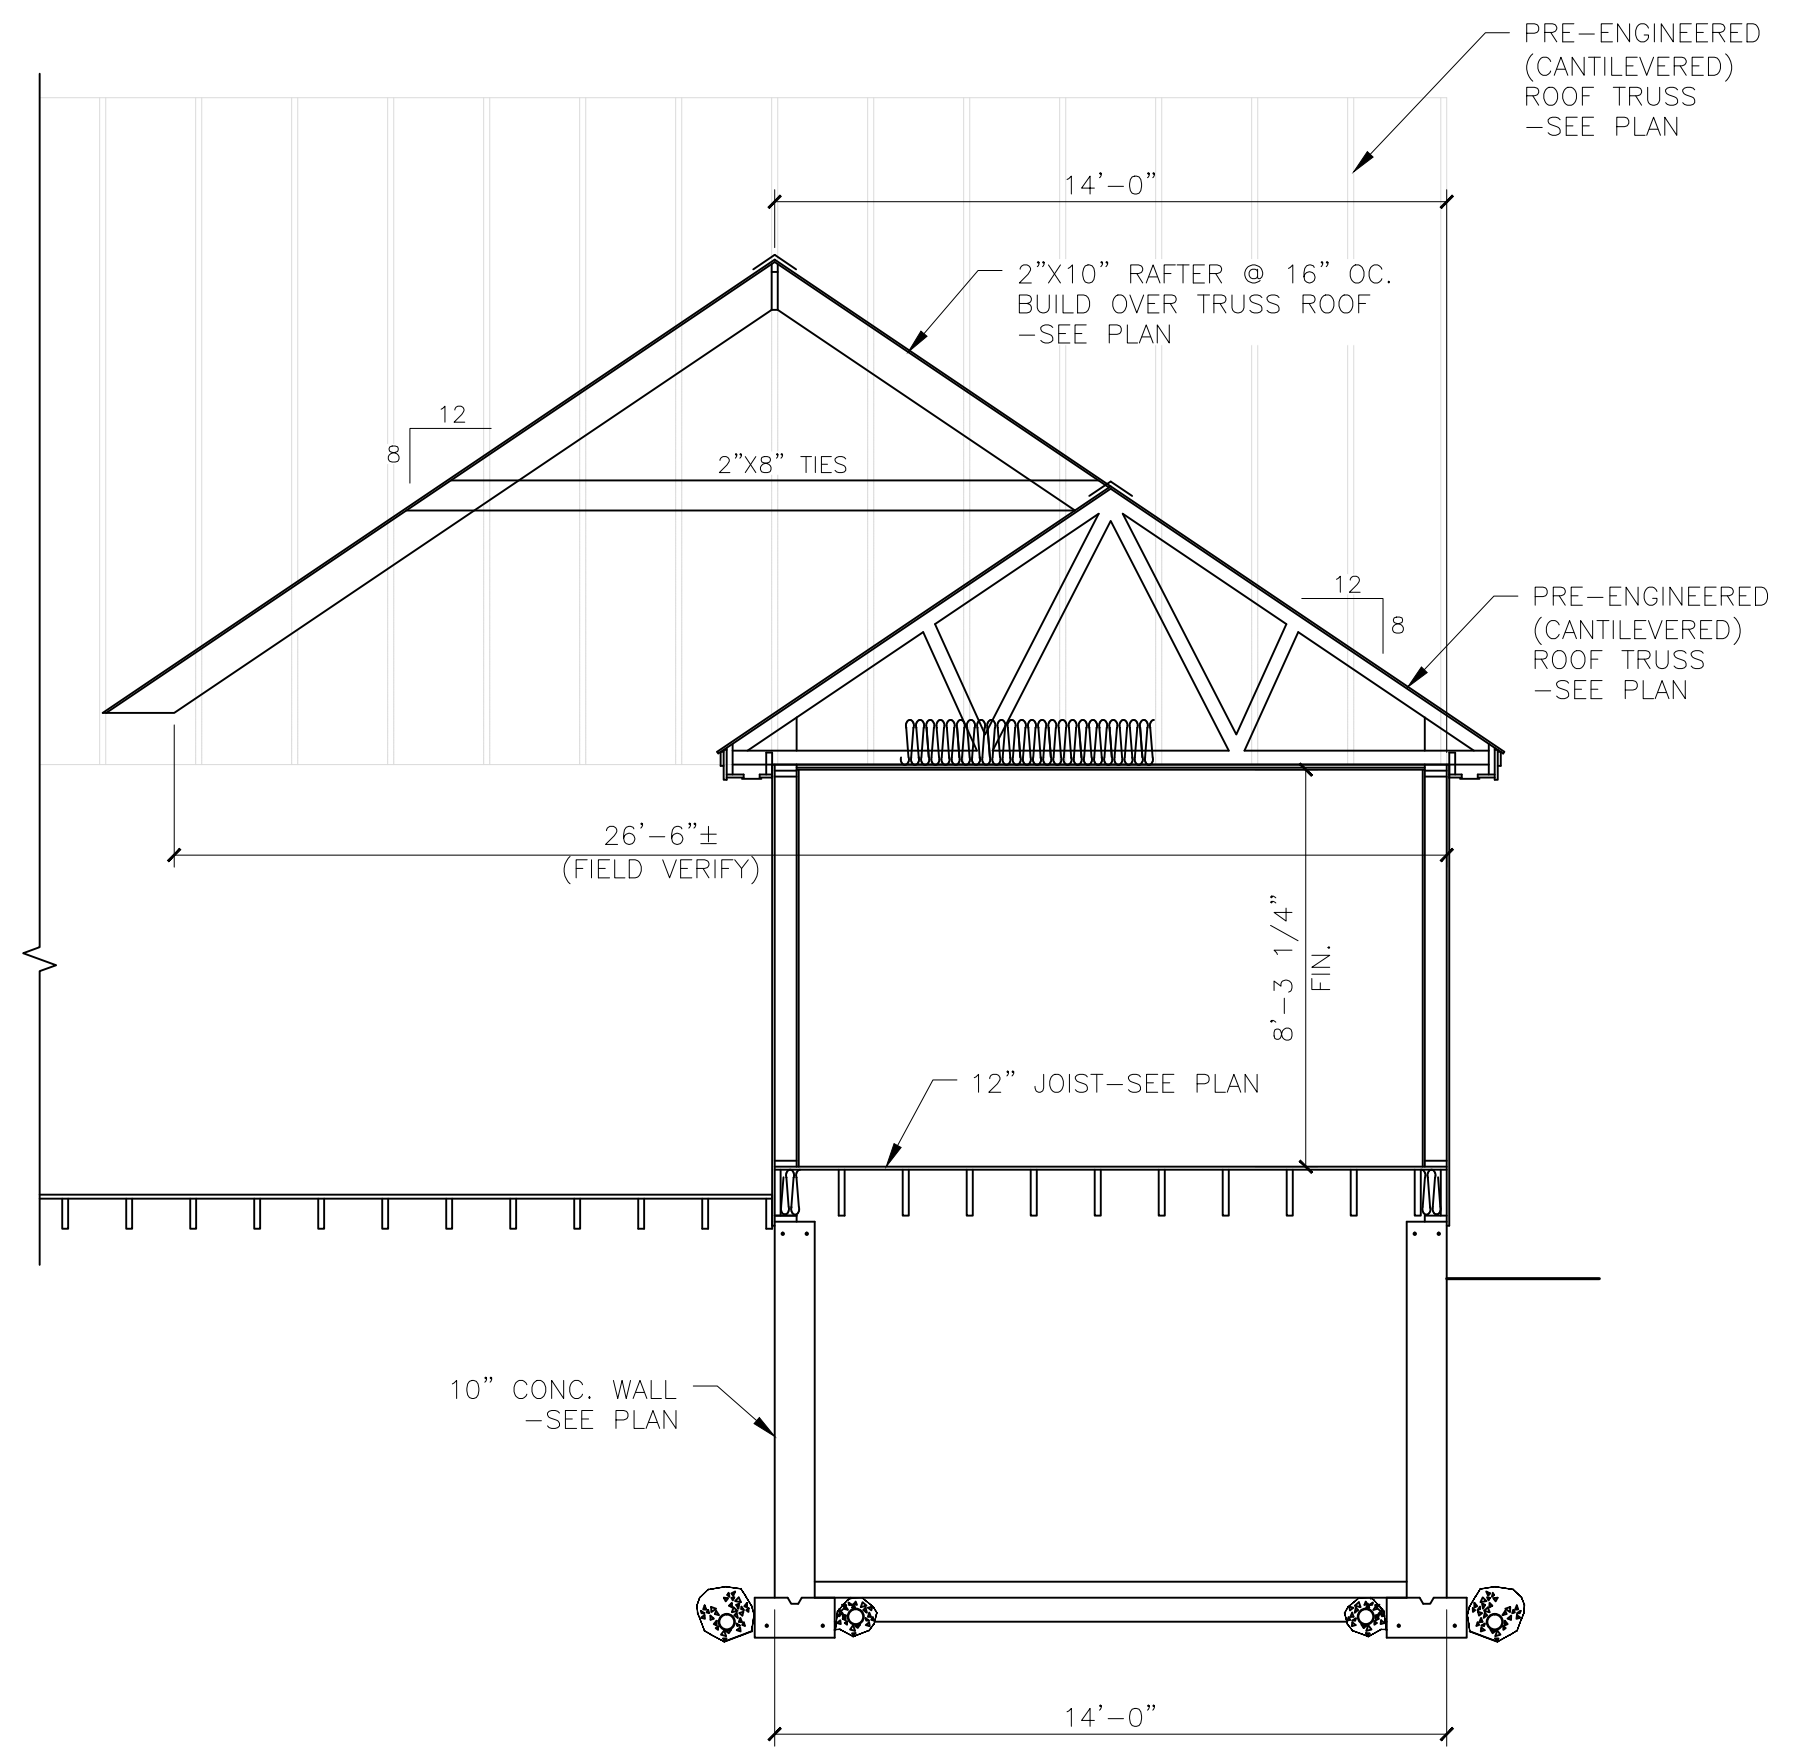 PRE-ENGINEERED
(CANTILEVERED)
ROOF TRUSS
-SEE PLAN
14'-0"
2"X10" RAFTER @ 16" OC.
BUILD OVER TRUSS ROOF
-SEE PLAN
12
8
2"X8" TIES
12
8
PRE-ENGINEERED
(CANTILEVERED)
ROOF TRUSS
-SEE PLAN
26'-6"±
(FIELD VERIFY)
8'-3 1/4"
FIN.
12" JOIST-SEE PLAN
10" CONC. WALL
-SEE PLAN
14'-0"